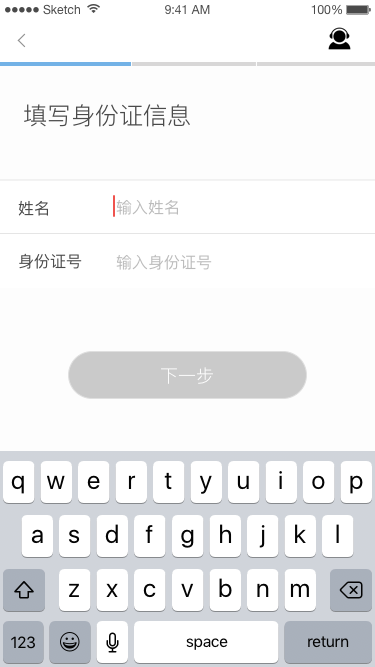 Sketch 9:41 AM 100%
填写身份证信息
姓名 输入姓名
身份证号 输入身份证号
下一步
q w e r t y u i o p
a s d f g h j k l
z x c v b n m
123 space return